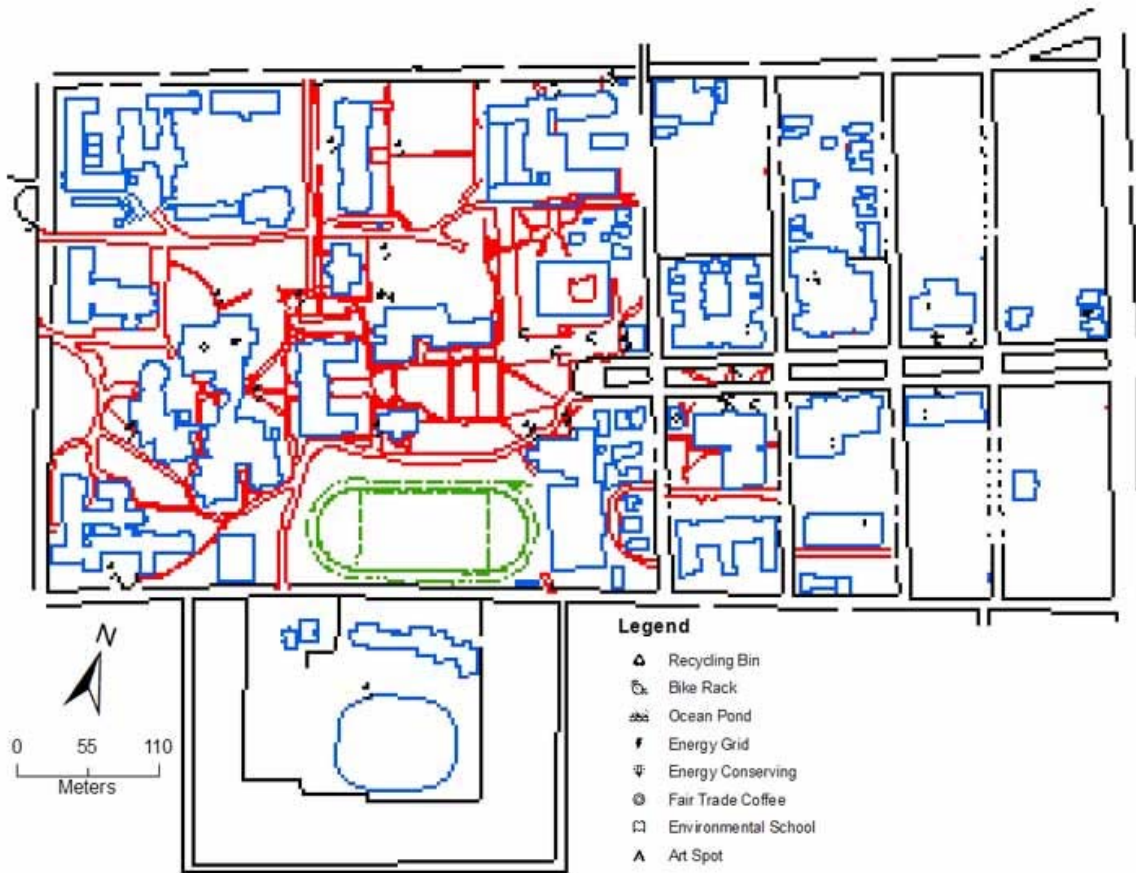 N
0 55 110
Meters
Legend
Recycling Bin
Bike Rack
Ocean Pond
Energy Grid
Energy Conserving
Fair Trade Coffee
Environmental School
Art Spot